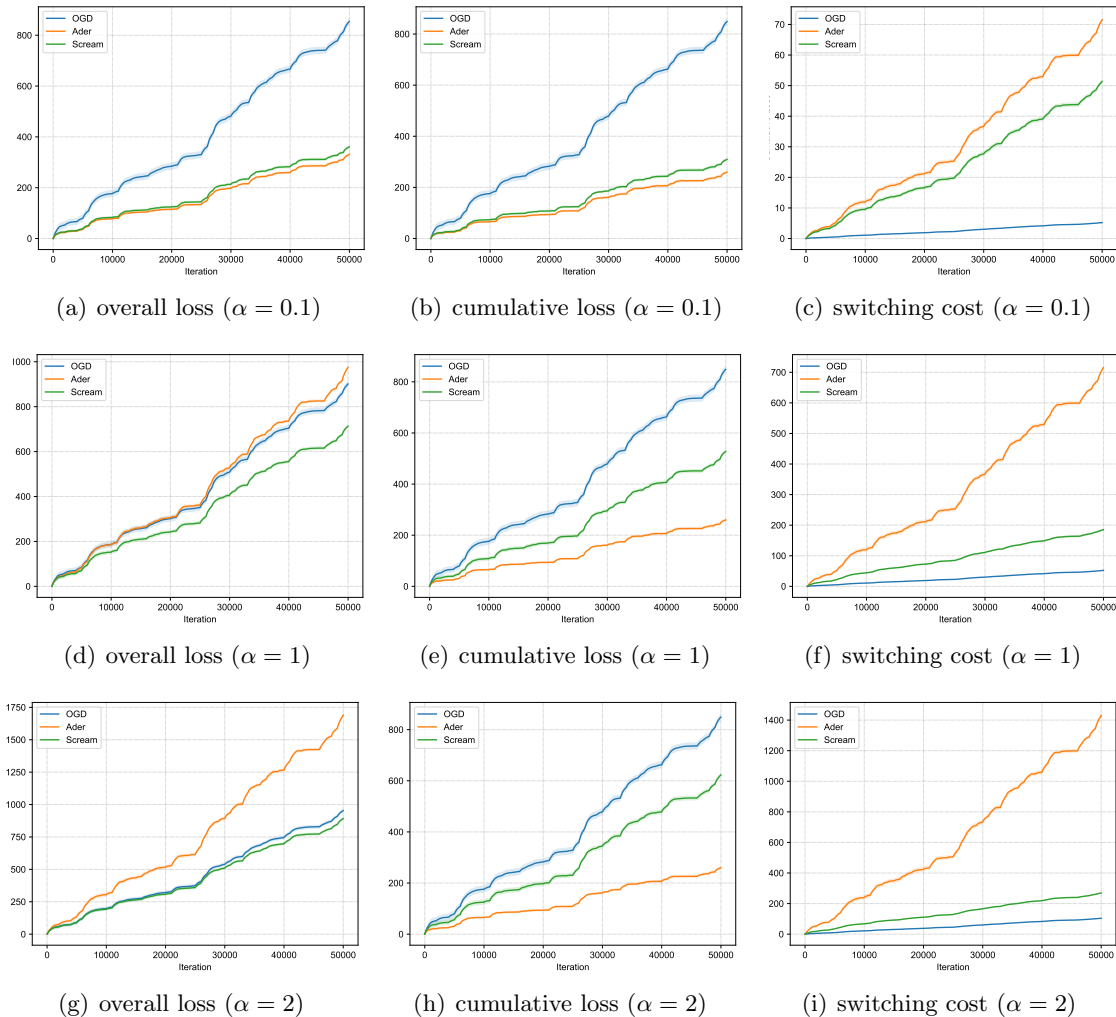 OGD
Ader
Scream
800
600
400
200
0
0 10000 20000 30000 40000 50000
Iteration
(a) overall loss (α = 0.1)
OGD
Ader
Scream
800
600
400
200
0
0 10000 20000 30000 40000 50000
Iteration
(b) cumulative loss (α = 0.1)
OGD
Ader
Scream
70
60
50
40
30
20
10
0
0 10000 20000 30000 40000 50000
Iteration
(c) switching cost (α = 0.1)
OGD
Ader
Scream
1000
800
600
400
200
0
0 10000 20000 30000 40000 50000
Iteration
(d) overall loss (α = 1)
OGD
Ader
Scream
800
600
400
200
0
0 10000 20000 30000 40000 50000
Iteration
(e) cumulative loss (α = 1)
OGD
Ader
Scream
700
600
500
400
300
200
100
0
0 10000 20000 30000 40000 50000
Iteration
(f) switching cost (α = 1)
OGD
Ader
Scream
1750
1500
1250
1000
750
500
250
0
0 10000 20000 30000 40000 50000
Iteration
(g) overall loss (α = 2)
OGD
Ader
Scream
800
600
400
200
0
0 10000 20000 30000 40000 50000
Iteration
(h) cumulative loss (α = 2)
OGD
Ader
Scream
1400
1200
1000
800
600
400
200
0
0 10000 20000 30000 40000 50000
Iteration
(i) switching cost (α = 2)